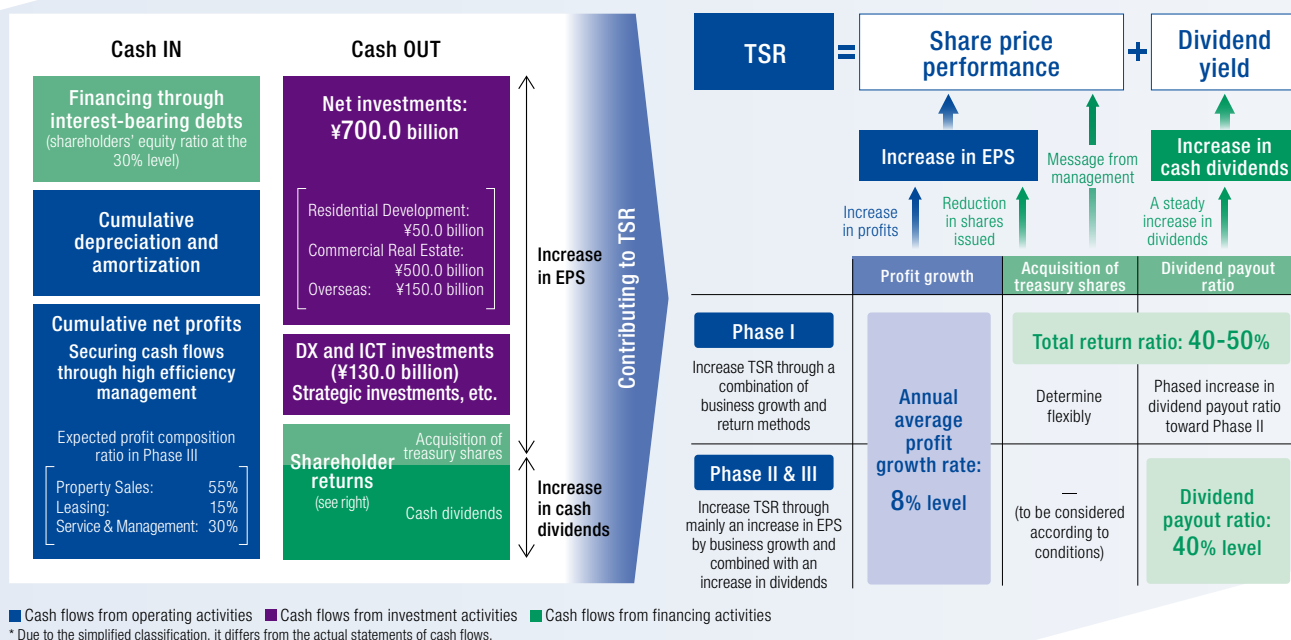 Cash IN
Financing through
interest-bearing debts
(shareholders' equity ratio at the
30% level)
Cumulative
depreciation and
amortization
Cumulative net profits
Securing cash flows
through high efficiency
management
Expected profit composition
ratio in Phase III
Property Sales: 55%
Leasing: 15%
Service & Management: 30%
Cash OUT
Net investments:
¥700.0 billion
Residential Development:
¥50.0 billion
Commercial Real Estate:
¥500.0 billion
Overseas: ¥150.0 billion
DX and ICT investments
(¥130.0 billion)
Strategic investments, etc.
Acquisition of
treasury shares
Shareholder
returns
(see right)
Cash dividends
Increase
in EPS
Increase
in cash
dividends
Contributing to TSR
TSR = Share price
performance
+ Dividend
yield
Increase in EPS
Message from
management
Increase in
cash dividends
Increase
in profits
Reduction
in shares
issued
A steady
increase in
dividends
Profit growth
Acquisition of
treasury shares
Dividend payout
ratio
Phase I
Increase TSR through a
combination of
business growth and
return methods
Annual
average
profit
growth rate:
8% level
Total return ratio: 40-50%
Determine
flexibly
Phased increase in
dividend payout ratio
toward Phase II
Phase II & III
Increase TSR through
mainly an increase in EPS
by business growth and
combined with an
increase in dividends
—
(to be considered
according to
conditions)
Dividend
payout ratio:
40% level
Cash flows from operating activities Cash flows from investment activities Cash flows from financing activities
* Due to the simplified classification, it differs from the actual statements of cash flows.